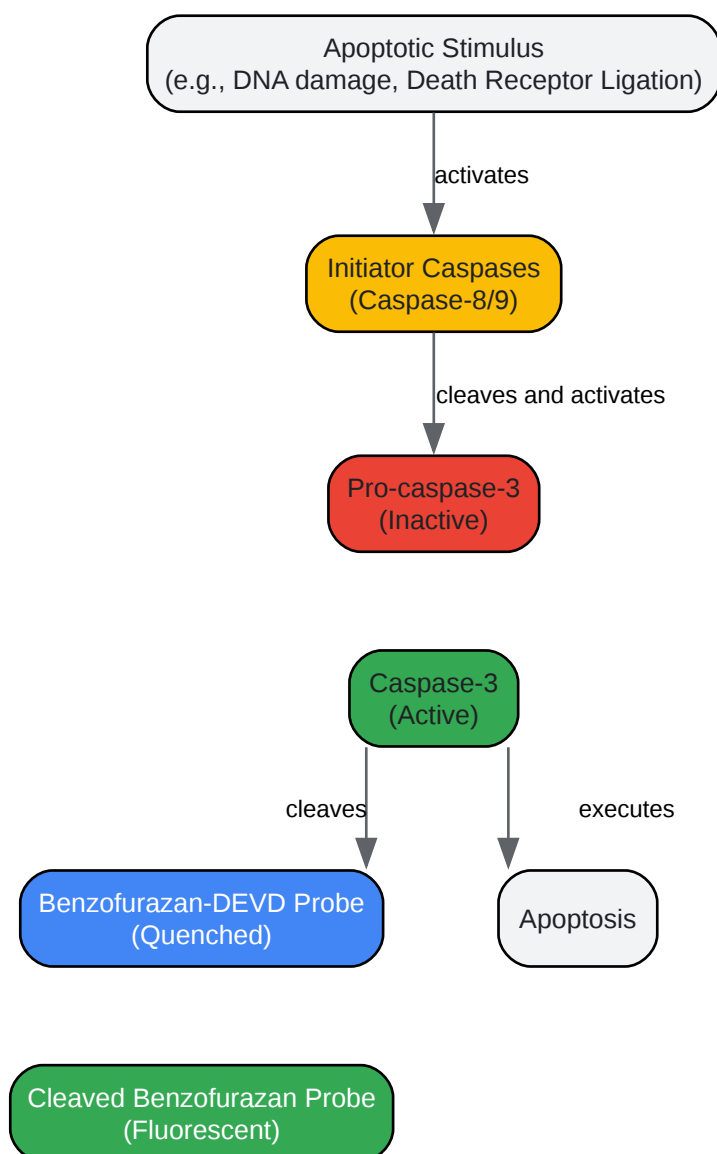 Apoptotic Stimulus
(e.g., DNA damage, Death Receptor Ligation)
activates
Initiator Caspases
(Caspase-8/9)
cleaves and activates
Pro-caspase-3
(Inactive)
Caspase-3
(Active)
cleaves
executes
Benzofurazan-DEVD Probe
(Quenched)
Apoptosis
Cleaved Benzofurazan Probe
(Fluorescent)